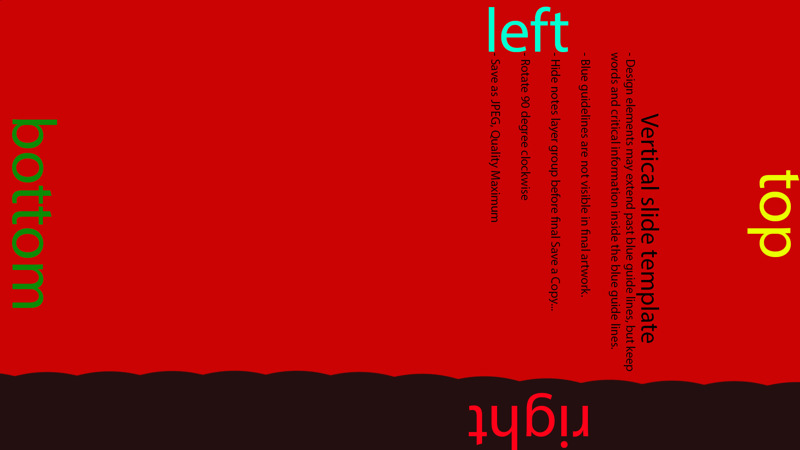 left
top
Vertical slide template
- Design elements may extend past blue guide lines, but keep
words and critical information inside the blue guide lines.
- Blue guidelines are not visible in final artwork.
- Hide notes layer group before final Save a Copy...
- Rotate 90 degree clockwise
- Save as JPEG, Quality Maximum
bottom
right